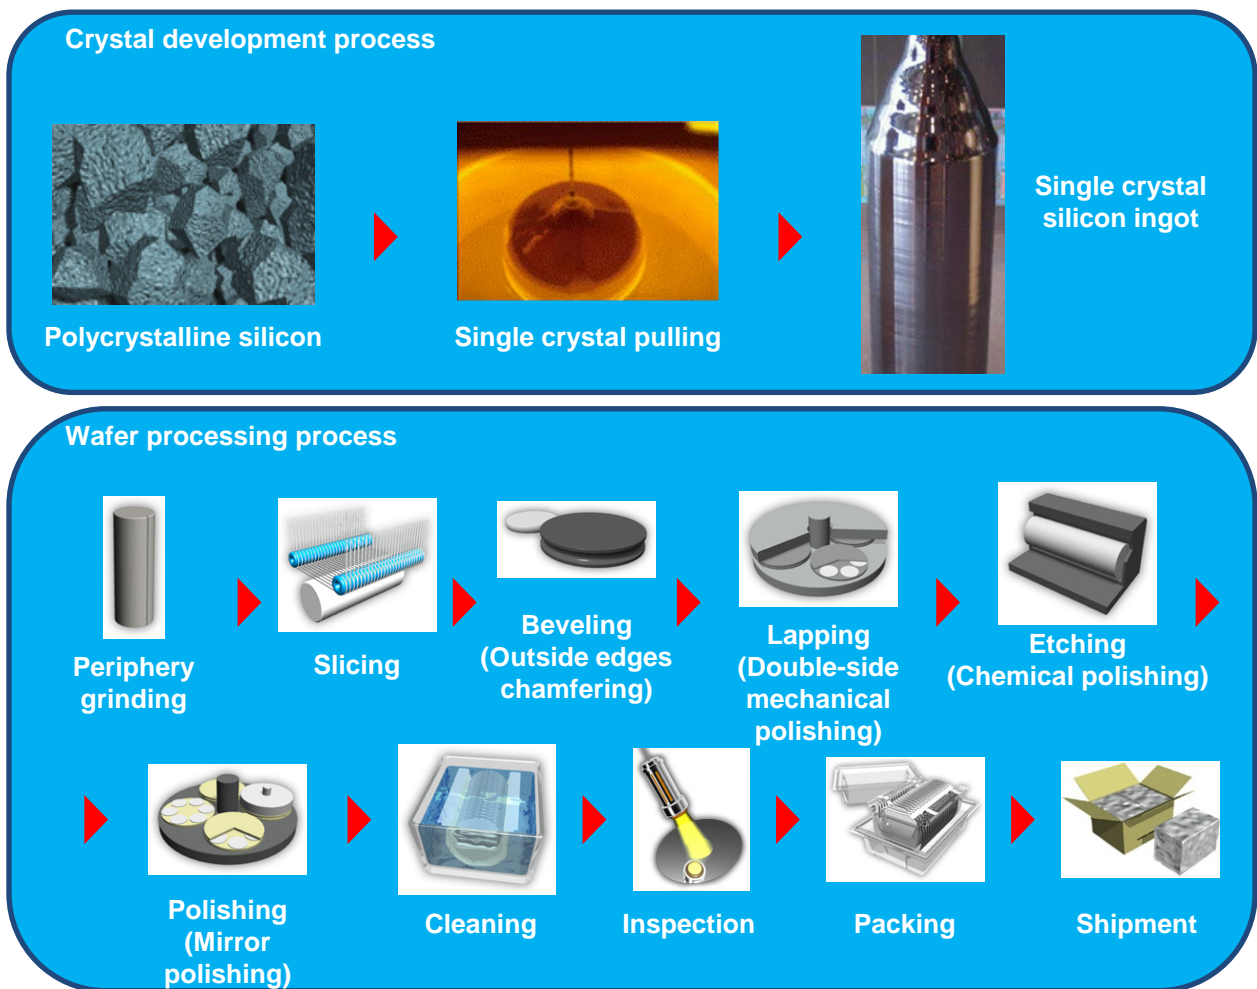 Crystal development process
Polycrystalline silicon
Single crystal pulling
Single crystal
silicon ingot
Wafer processing process
Periphery
grinding
Slicing
Beveling
(Outside edges
chamfering)
Lapping
(Double-side
mechanical
polishing)
Etching
(Chemical polishing)
Polishing
(Mirror
polishing)
Cleaning
Inspection
Packing
Shipment